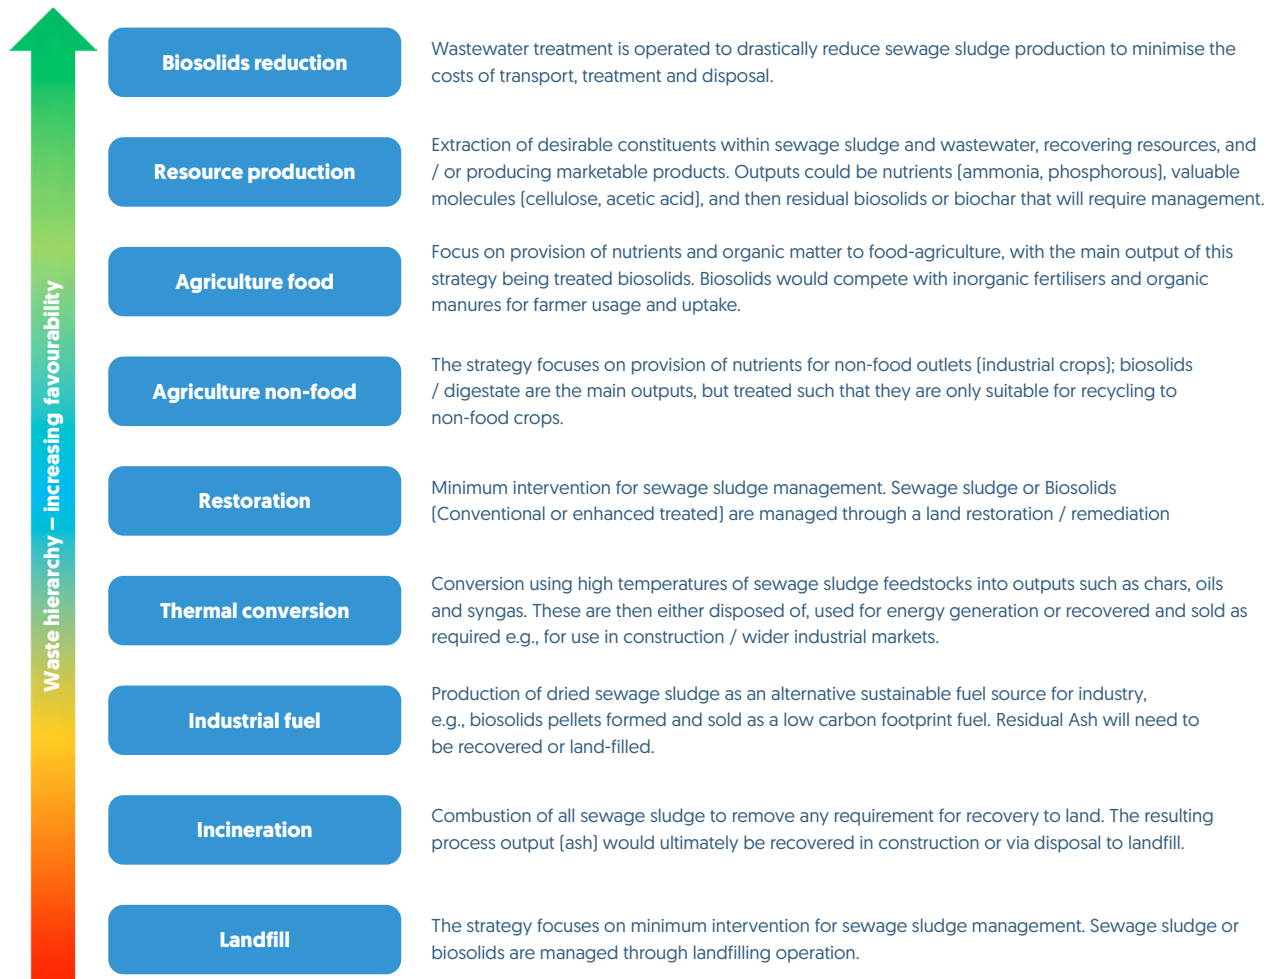 Waste hierarchy – increasing favourability
Biosolids reduction
Wastewater treatment is operated to drastically reduce sewage sludge production to minimise the
costs of transport, treatment and disposal.
Resource production
Extraction of desirable constituents within sewage sludge and wastewater, recovering resources, and
/ or producing marketable products. Outputs could be nutrients (ammonia, phosphorous), valuable
molecules (cellulose, acetic acid), and then residual biosolids or biochar that will require management.
Agriculture food
Focus on provision of nutrients and organic matter to food-agriculture, with the main output of this
strategy being treated biosolids. Biosolids would compete with inorganic fertilisers and organic
manures for farmer usage and uptake.
Agriculture non-food
The strategy focuses on provision of nutrients for non-food outlets (industrial crops); biosolids
/ digestate are the main outputs, but treated such that they are only suitable for recycling to
non-food crops.
Restoration
Minimum intervention for sewage sludge management. Sewage sludge or Biosolids
(Conventional or enhanced treated) are managed through a land restoration / remediation
Thermal conversion
Conversion using high temperatures of sewage sludge feedstocks into outputs such as chars, oils
and syngas. These are then either disposed of, used for energy generation or recovered and sold as
required e.g., for use in construction / wider industrial markets.
Industrial fuel
Production of dried sewage sludge as an alternative sustainable fuel source for industry,
e.g., biosolids pellets formed and sold as a low carbon footprint fuel. Residual Ash will need to
be recovered or land-filled.
Incineration
Combustion of all sewage sludge to remove any requirement for recovery to land. The resulting
process output (ash) would ultimately be recovered in construction or via disposal to landfill.
Landfill
The strategy focuses on minimum intervention for sewage sludge management. Sewage sludge or
biosolids are managed through landfilling operation.